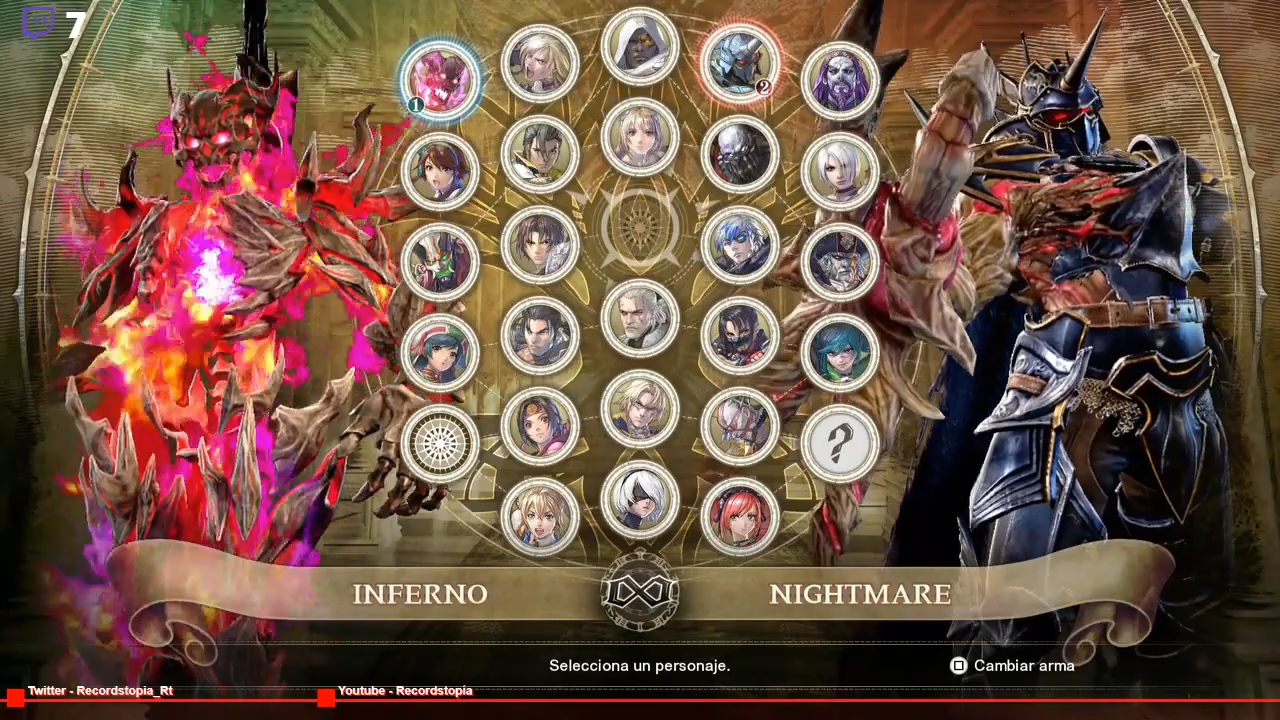 7
1
2
?
INFERNO
NIGHTMARE
Selecciona un personaje.
Cambiar arma
Twitter - Recordstopia_Rt
Youtube - Recordstopia